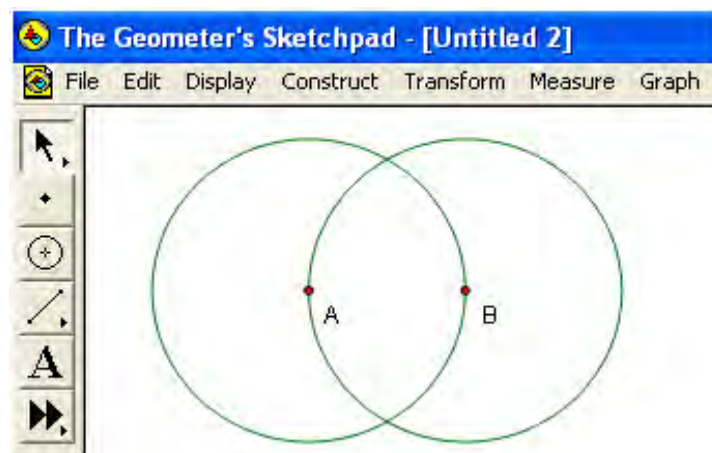 The Geometer's Sketchpad - [Untitled 2]
File Edit Display Construct Transform Measure Graph
A B
A